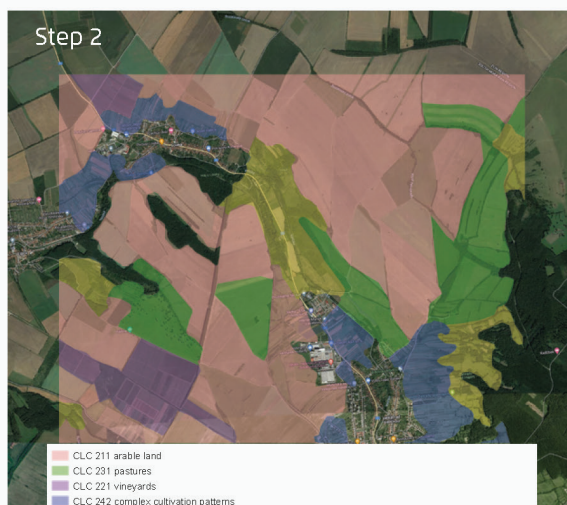 Step 2
CLC 211 arable land
CLC 231 pastures
CLC 221 vineyards
CLC 242 complex cultivation patterns